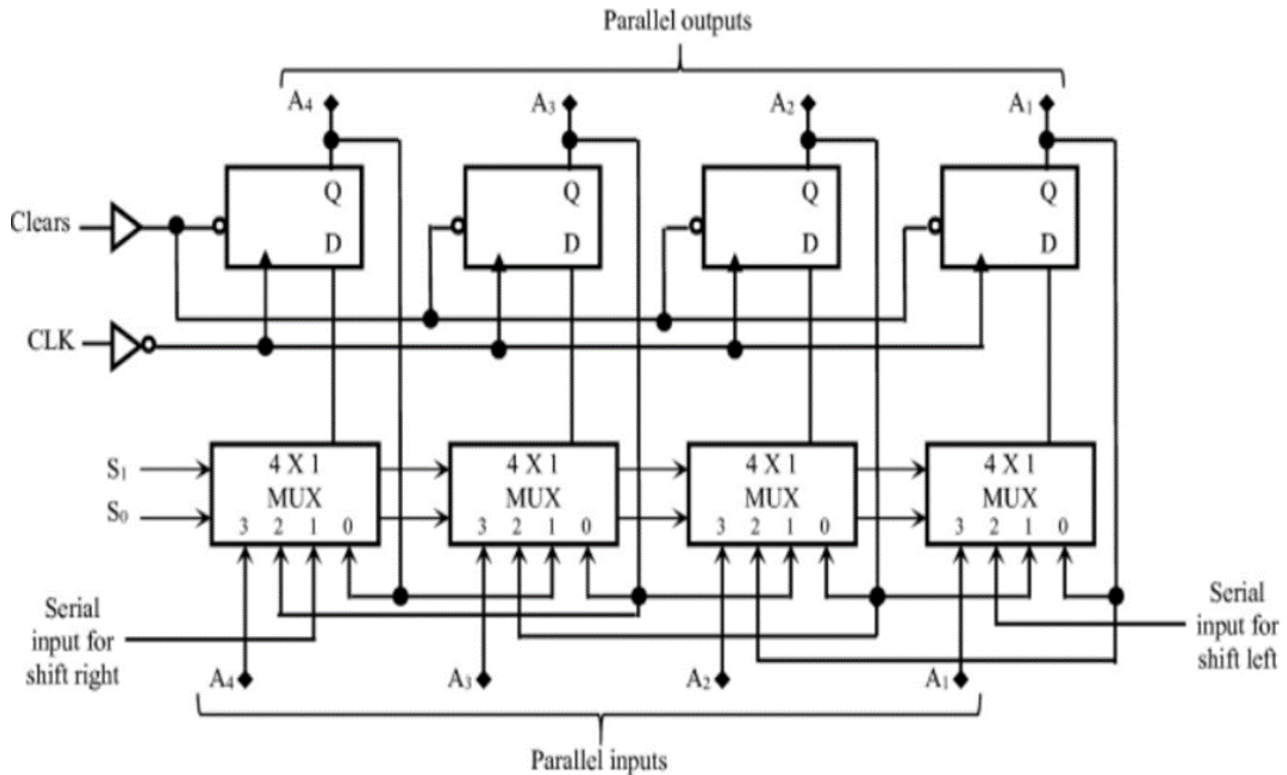 Parallel outputs
A4 A3 A2 A1
Q Q Q Q
Clears
D D D D
CLK
S1
4 X 1 4 X 1 4 X 1 4 X 1
MUX MUX MUX MUX
S0
3 2 1 0 3 2 1 0 3 2 1 0 3 2 1 0
Serial
input for
shift right
Serial
input for
shift left
A4 A3 A2 A1
Parallel inputs